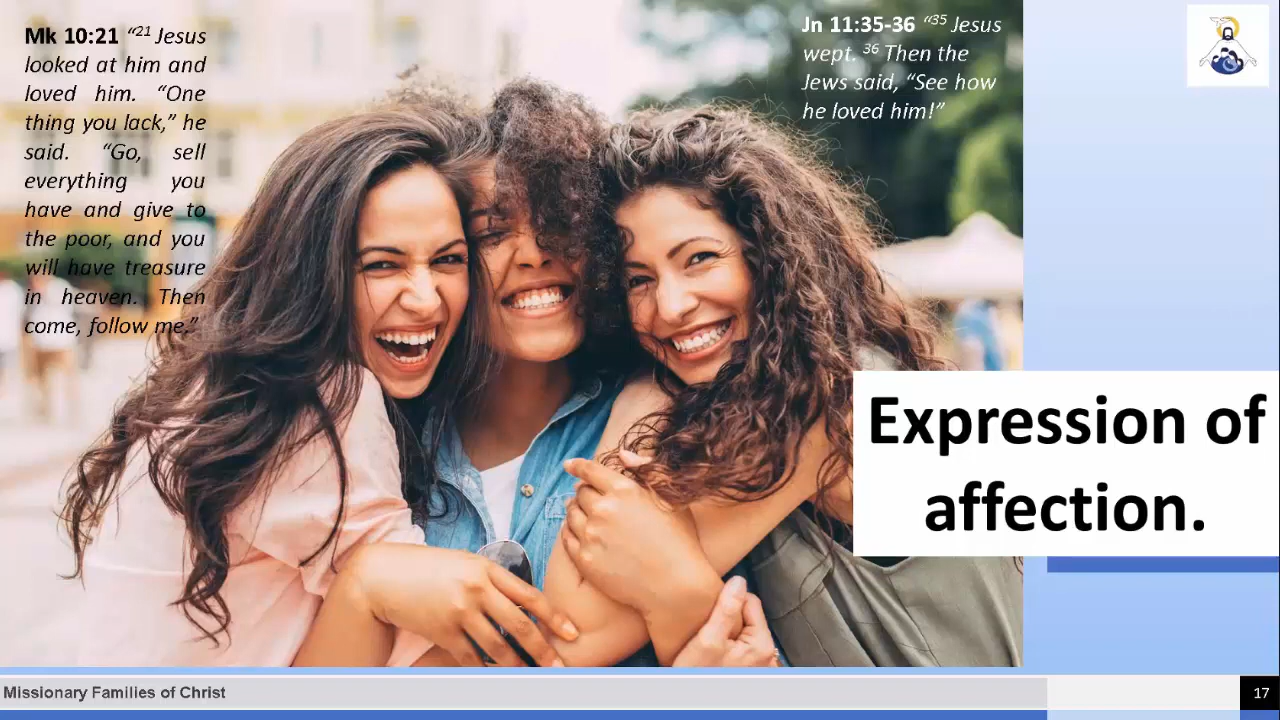 Mk 10:21 “21 Jesus
looked at him and
loved him. “One
thing you lack,” he
said. “Go, sell
everything you
have and give to
the poor, and you
will have treasure
in heaven. Then
come, follow me.”
Jn 11:35-36 “35 Jesus
wept. 36 Then the
Jews said, “See how
he loved him!”
Expression of
affection.
Missionary Families of Christ
17